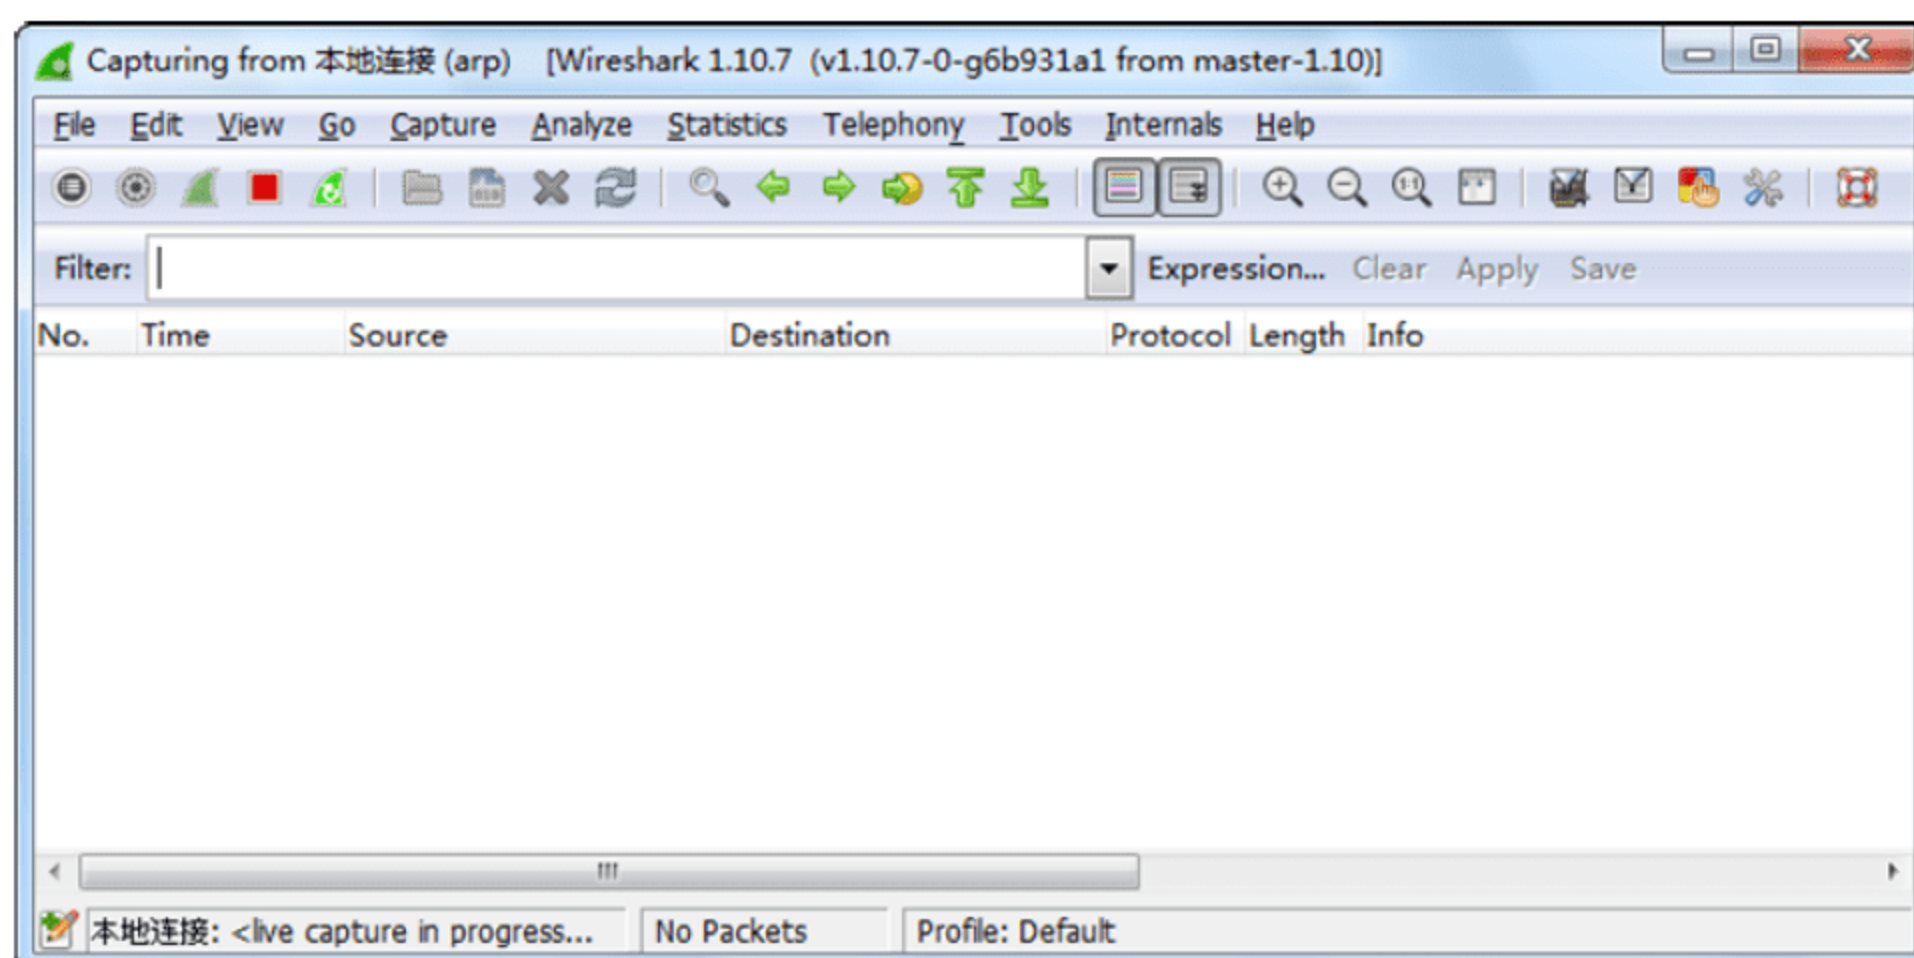 Capturing from 本地连接 (arp) [Wireshark 1.10.7 (v1.10.7-0-g6b931a1 from master-1.10)]
File Edit View Go Capture Analyze Statistics Telephony Tools Internals Help
Filter: Expression... Clear Apply Save
No. Time Source Destination Protocol Length Info
本地连接: <live capture in progress... No Packets Profile: Default